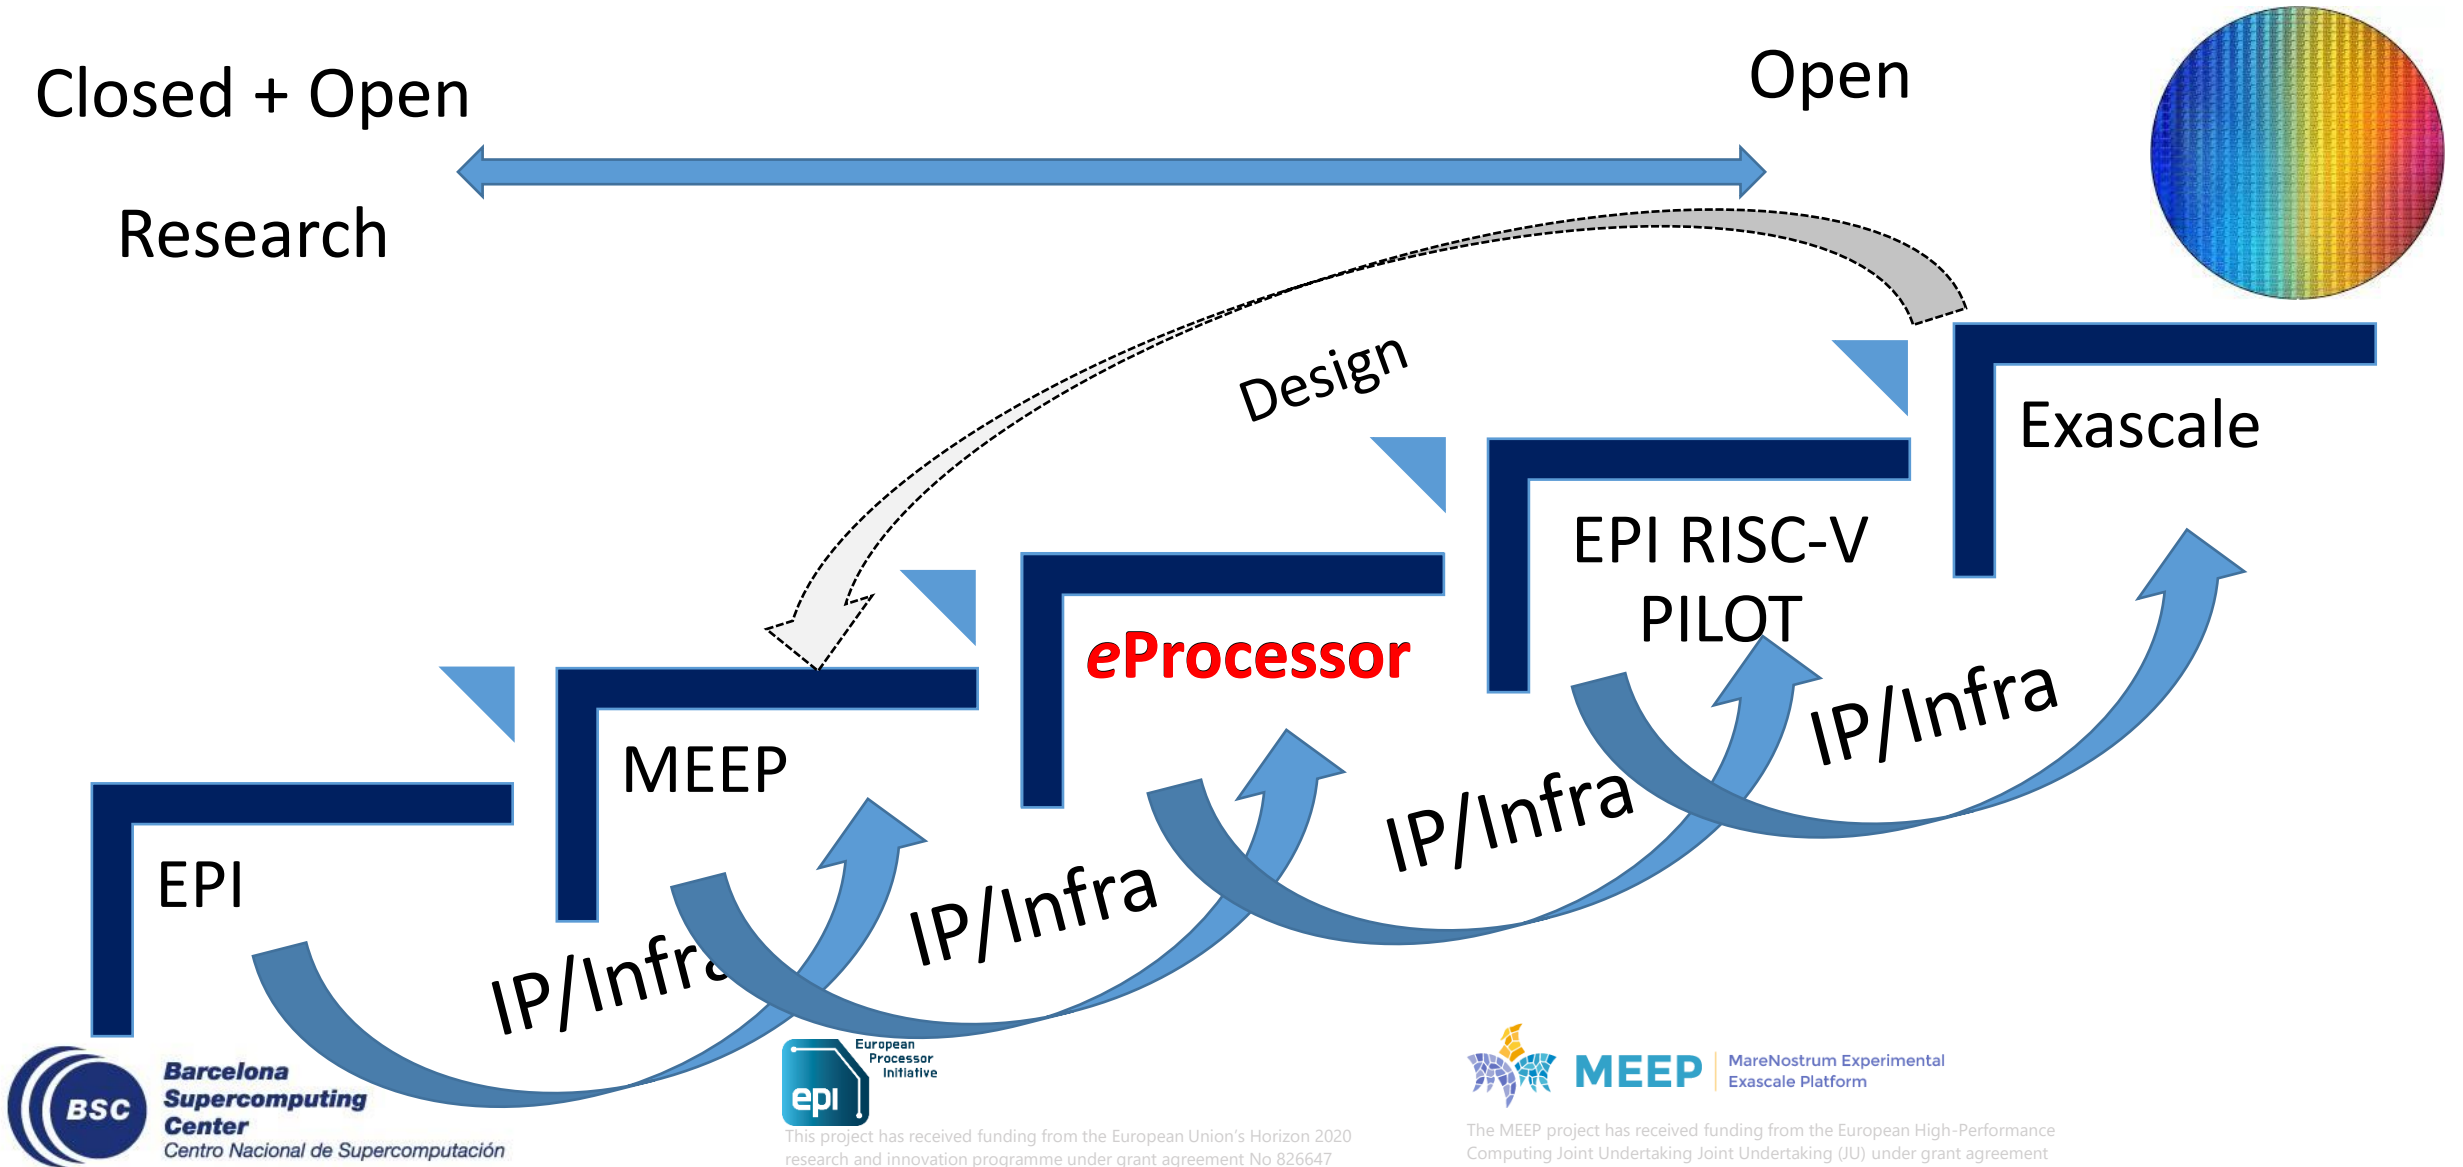 Closed + Open
Open
Research
Design
Exascale
EPI RISC-V
PILOT
eProcessor
MEEP
EPI
IP/Infra
IP/Infra
IP/Infra
IP/Infra
BSC
Barcelona
Supercomputing
Center
Centro Nacional de Supercomputación
epi
European
Processor
Initiative
This project has received funding from the European Union's Horizon 2020
research and innovation programme under grant agreement No 826647
MEEP
MareNostrum Experimental
Exascale Platform
The MEEP project has received funding from the European High-Performance
Computing Joint Undertaking Joint Undertaking (JU) under grant agreement